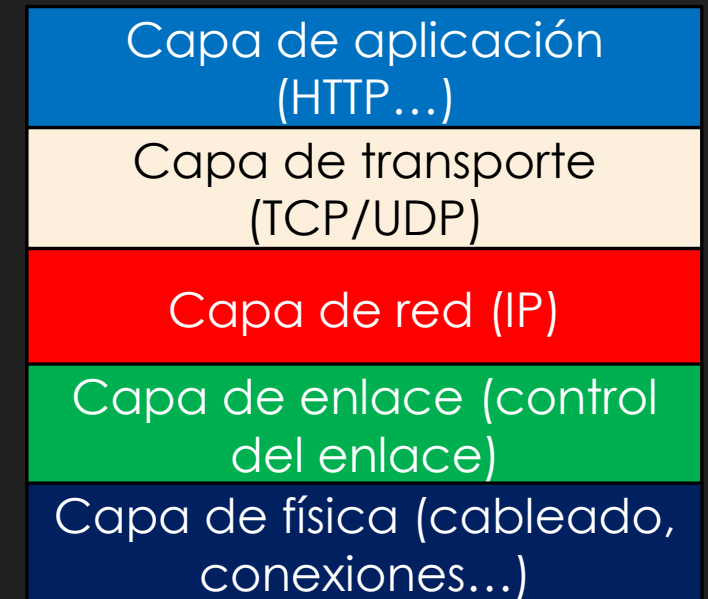 Capa de aplicación
(HTTP…)
Capa de transporte
(TCP/UDP)
Capa de red (IP)
Capa de enlace (control
del enlace)
Capa de física (cableado,
conexiones…)